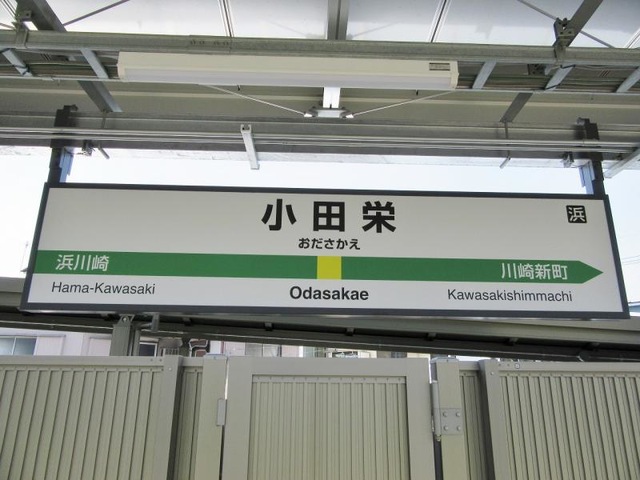 小田栄
浜
おださかえ
浜川崎
川崎新町
Hama-Kawasaki
Odasakae
Kawasakishimmachi